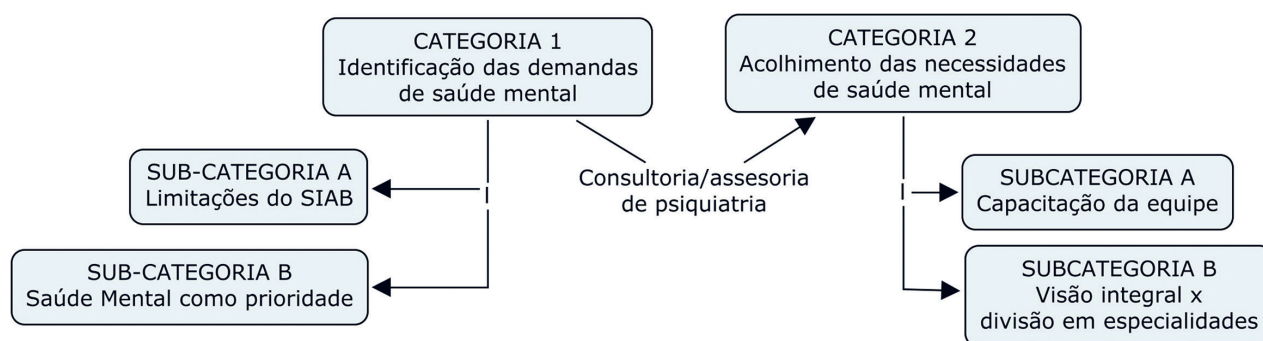 CATEGORIA 1
Identificação das demandas
de saúde mental
CATEGORIA 2
Acolhimento das necessidades
de saúde mental
SUB-CATEGORIA A
Limitações do SIAB
Consultoria/assesoria
de psiquiatria
SUBCATEGORIA A
Capacitação da equipe
SUB-CATEGORIA B
Saúde Mental como prioridade
SUBCATEGORIA B
Visão integral x
divisão em especialidades